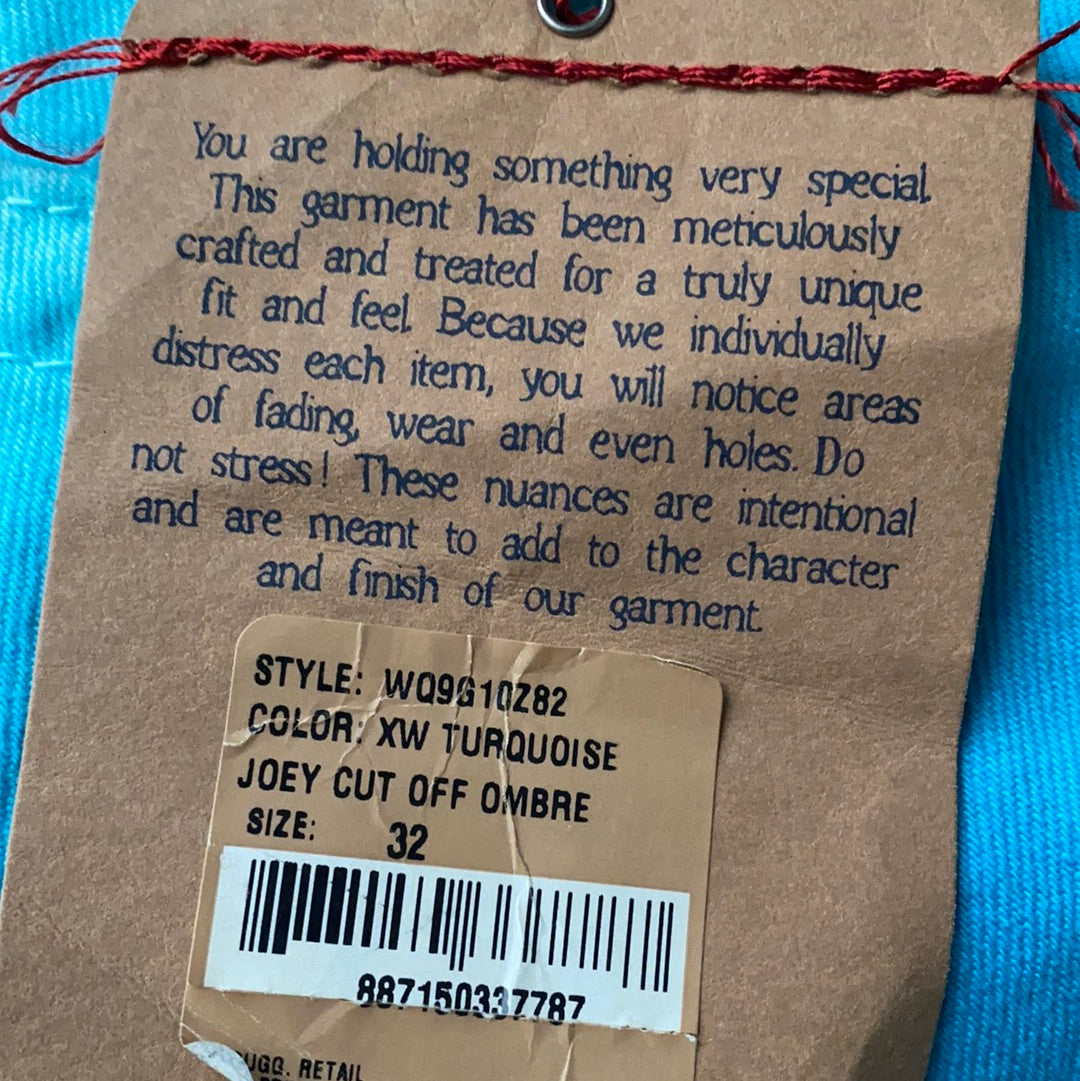 You are holding something very special.
This garment has been meticulously
crafted and treated for a truly unique
fit and feel. Because we individually
distress each item, you will notice areas
of fading, wear and even holes. Do
not stress! These nuances are intentional
and are meant to add to the character
and finish of our garment.
STYLE: WQ9G10Z82
COLOR: XW TURQUOISE
JOEY CUT OFF OMBRE
SIZE: 32
887150337787
RETAIL